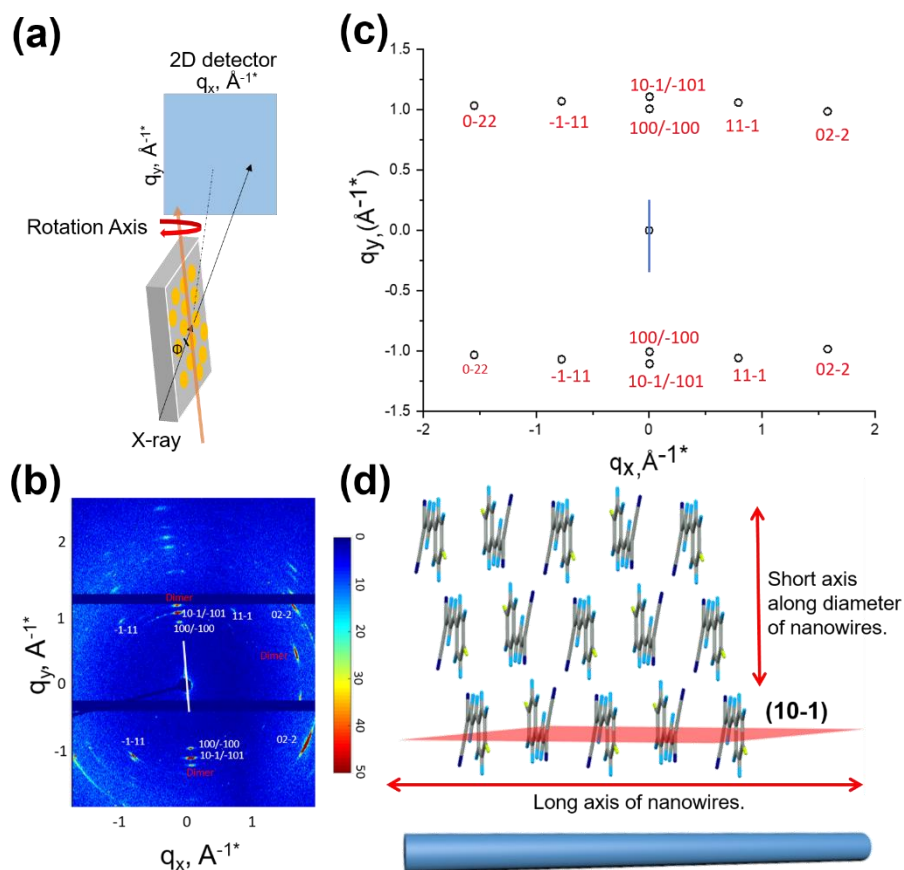 (a)
2D detector
qx, Å-1*
qy, Å-1*
Rotation Axis
Φ
χ
X-ray
(b)
2
1
0
-1
qy, A-1*
Dimer
10-1/-101
11-1
02-2
-1-11
100/-100
Dimer
-1-11
100/-100
02-2
10-1/-101
Dimer
-1
0
1
qx, A-1*
0
10
20
30
40
50
(c)
1.5
1.0
0.5
0.0
-0.5
-1.0
-1.5
qy,(Å-1*)
10-1/-101
0-22
-1-11
100/-100
11-1
02-2
100/-100
0-22
-1-11
10-1/-101
11-1
02-2
-2
-1
0
1
2
qx,Å-1*
(d)
Short axis
along diameter
of nanowires.
(10-1)
Long axis of nanowires.